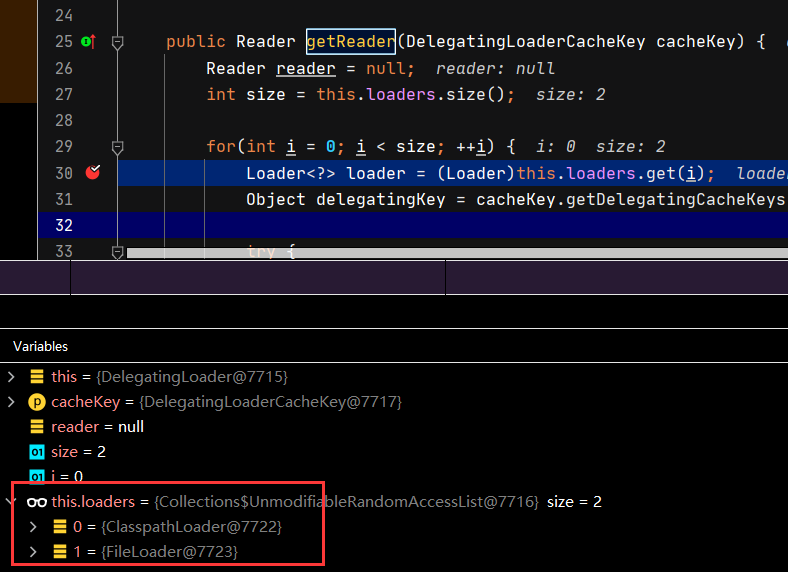 24
25 public Reader getReader(DelegatingLoaderCacheKey cacheKey) {
26 Reader reader = null; reader: null
27 int size = this.loaders.size(); size: 2
28
29 for(int i = 0; i < size; ++i) { i: 0 size: 2
30 Loader<?> loader = (Loader)this.loaders.get(i); loade
31 Object delegatingKey = cacheKey.getDelegatingCacheKeys
32
33 try {
Variables
this = {DelegatingLoader@7715}
p cacheKey = {DelegatingLoaderCacheKey@7717}
reader = null
01 size = 2
01 i = 0
this.loaders = {Collections$UnmodifiableRandomAccessList@7716} size = 2
0 = {ClasspathLoader@7722}
1 = {FileLoader@7723}